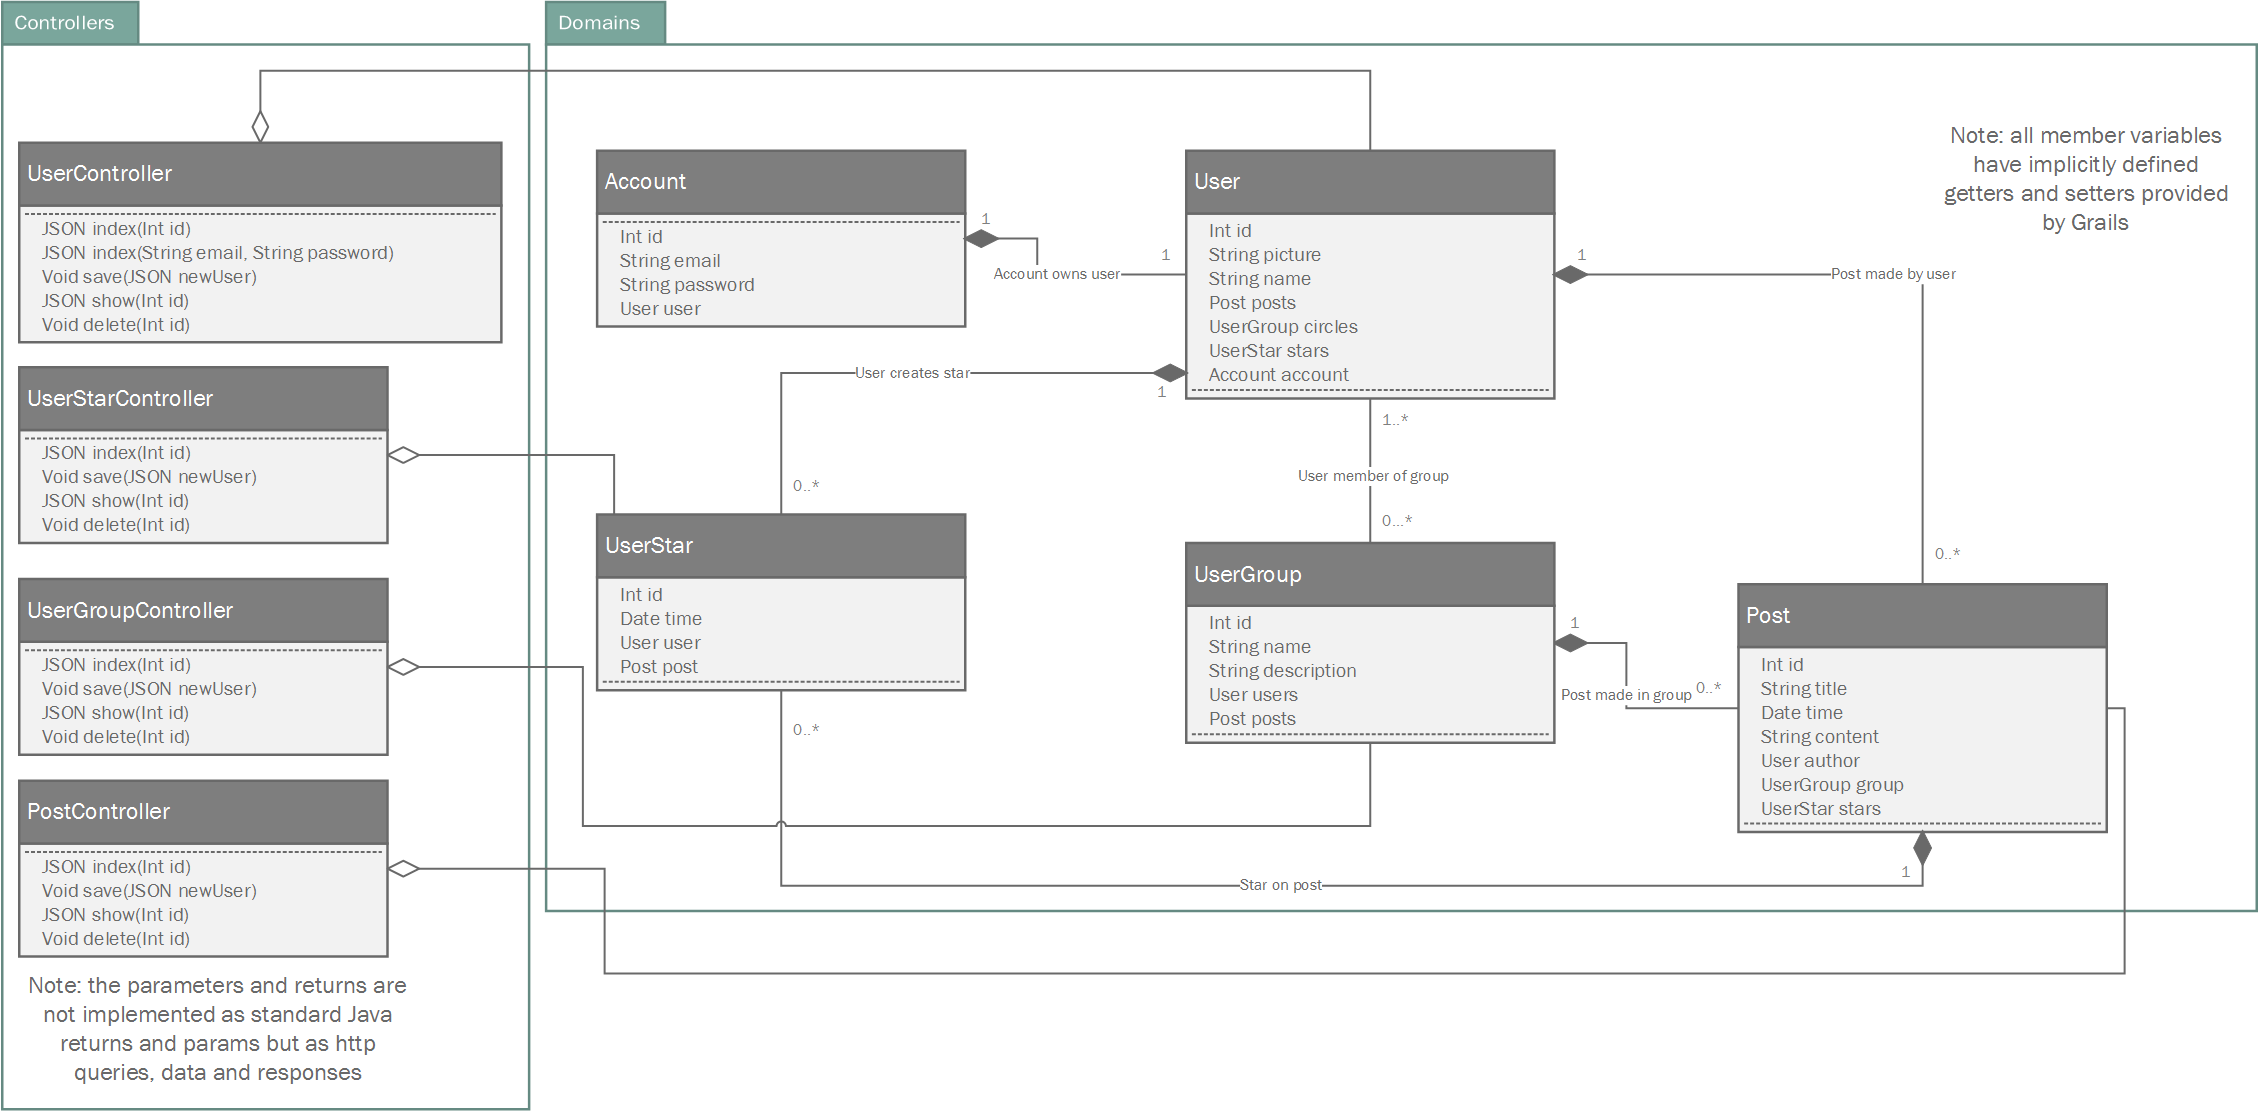 Controllers
UserController
JSON index(Int id)
JSON index(String email, String password)
Void save(JSON newUser)
JSON show(Int id)
Void delete(Int id)
UserStarController
JSON index(Int id)
Void save(JSON newUser)
JSON show(Int id)
Void delete(Int id)
UserGroupController
JSON index(Int id)
Void save(JSON newUser)
JSON show(Int id)
Void delete(Int id)
PostController
JSON index(Int id)
Void save(JSON newUser)
JSON show(Int id)
Void delete(Int id)
Note: the parameters and returns are
not implemented as standard Java
returns and params but as http
queries, data and responses
Domains
Account
Int id
String email
String password
User user
1
Account owns user
1
User
Int id
String picture
String name
Post posts
UserGroup circles
UserStar stars
Account account
1
Post made by user
0..*
Note: all member variables
have implicitly defined
getters and setters provided
by Grails
User creates star
1
0..*
1..*
User member of group
0...*
UserStar
Int id
Date time
User user
Post post
0..*
UserGroup
Int id
String name
String description
User users
Post posts
1
Post made in group
0..*
Post
Int id
String title
Date time
String content
User author
UserGroup group
UserStar stars
1
Star on post